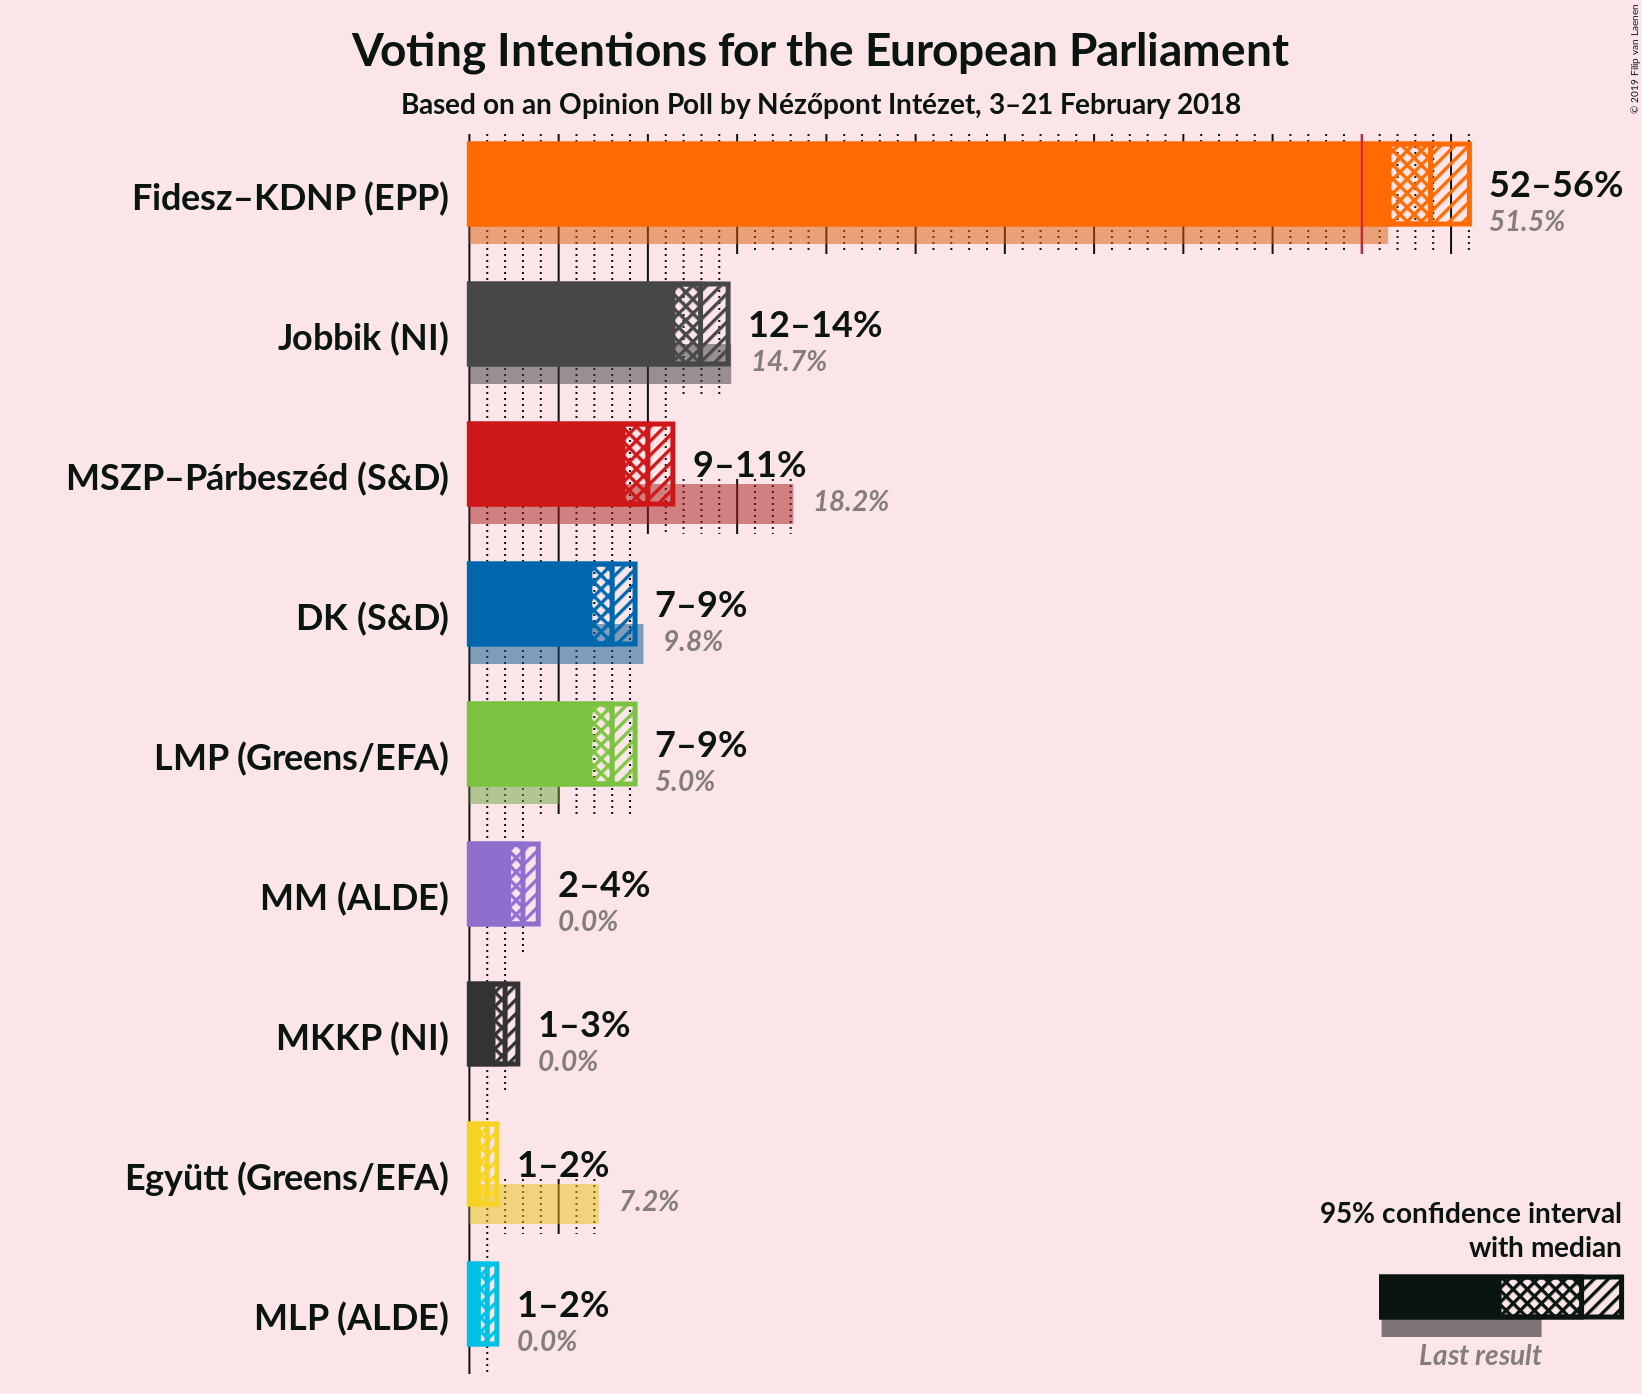 Voting Intentions for the European Parliament
Based on an Opinion Poll by Nézőpont Intézet, 3–21 February 2018
© 2019 Filip van Laenen
Fidesz–KDNP (EPP)
52–56%
51.5%
Jobbik (NI)
12–14%
14.7%
MSZP–Párbeszéd (S&D)
9–11%
18.2%
DK (S&D)
7–9%
9.8%
LMP (Greens/EFA)
7–9%
5.0%
MM (ALDE)
2–4%
0.0%
MKKP (NI)
1–3%
0.0%
Együtt (Greens/EFA)
1–2%
7.2%
MLP (ALDE)
1–2%
0.0%
95% confidence interval
with median
Last result